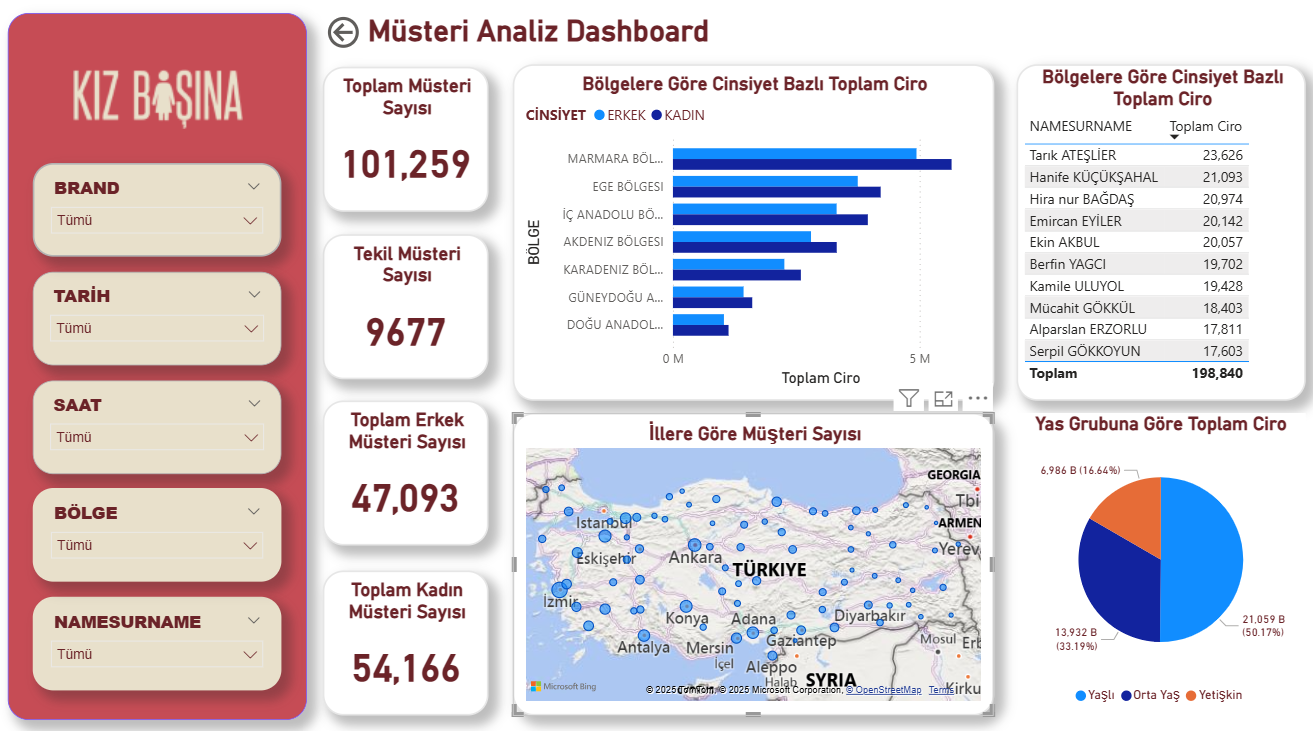 Müsteri Analiz Dashboard
KIZ BAŞINA
BRAND
Tümü
TARİH
Tümü
SAAT
Tümü
BÖLGE
Tümü
NAMESURNAME
Tümü
Toplam Müsteri
Sayısı
101,259
Tekil Müsteri
Sayısı
9677
Toplam Erkek
Müsteri Sayısı
47,093
Toplam Kadın
Müsteri Sayısı
54,166
Bölgelere Göre Cinsiyet Bazlı Toplam Ciro
CİNSİYET ERKEK KADIN
BÖLGE
MARMARA BÖL...
EGE BÖLGESI
İÇ ANADOLU BÖ...
AKDENIZ BÖLGESI
KARADENIZ BÖL...
GÜNEYDOĞU A...
DOĞU ANADOL...
0 M 5 M
Toplam Ciro
İllere Göre Müşteri Sayısı
GEORGIA
Tbi
Istanbul
ARMEN
Yerev
Eskişehir
Ankara
TÜRKIYE
İzmir
Konya
Adana
Diyarbakır
Antalya
Mersin
Gaziantep
Mosul
Erb
İçel
Aleppo
Halab
SYRIA
Kirku
Microsoft Bing
© 2025 TomTom, © 2025 Microsoft Corporation, © OpenStreetMap Terms
Bölgelere Göre Cinsiyet Bazlı
Toplam Ciro
NAMESURNAME Toplam Ciro
Tarık ATEŞLİER 23,626
Hanife KÜÇÜKŞAHAL 21,093
Hira nur BAĞDAŞ 20,974
Emircan EYİLER 20,142
Ekin AKBUL 20,057
Berfin YAGCI 19,702
Kamile ULUYOL 19,428
Mücahit GÖKKÜL 18,403
Alparslan ERZORLU 17,811
Serpil GÖKKOYUN 17,603
Toplam 198,840
Yas Grubuna Göre Toplam Ciro
6,986 B (16.64%)
13,932 B
(33.19%)
21,059 B
(50.17%)
Yaşlı Orta Yaş Yetişkin